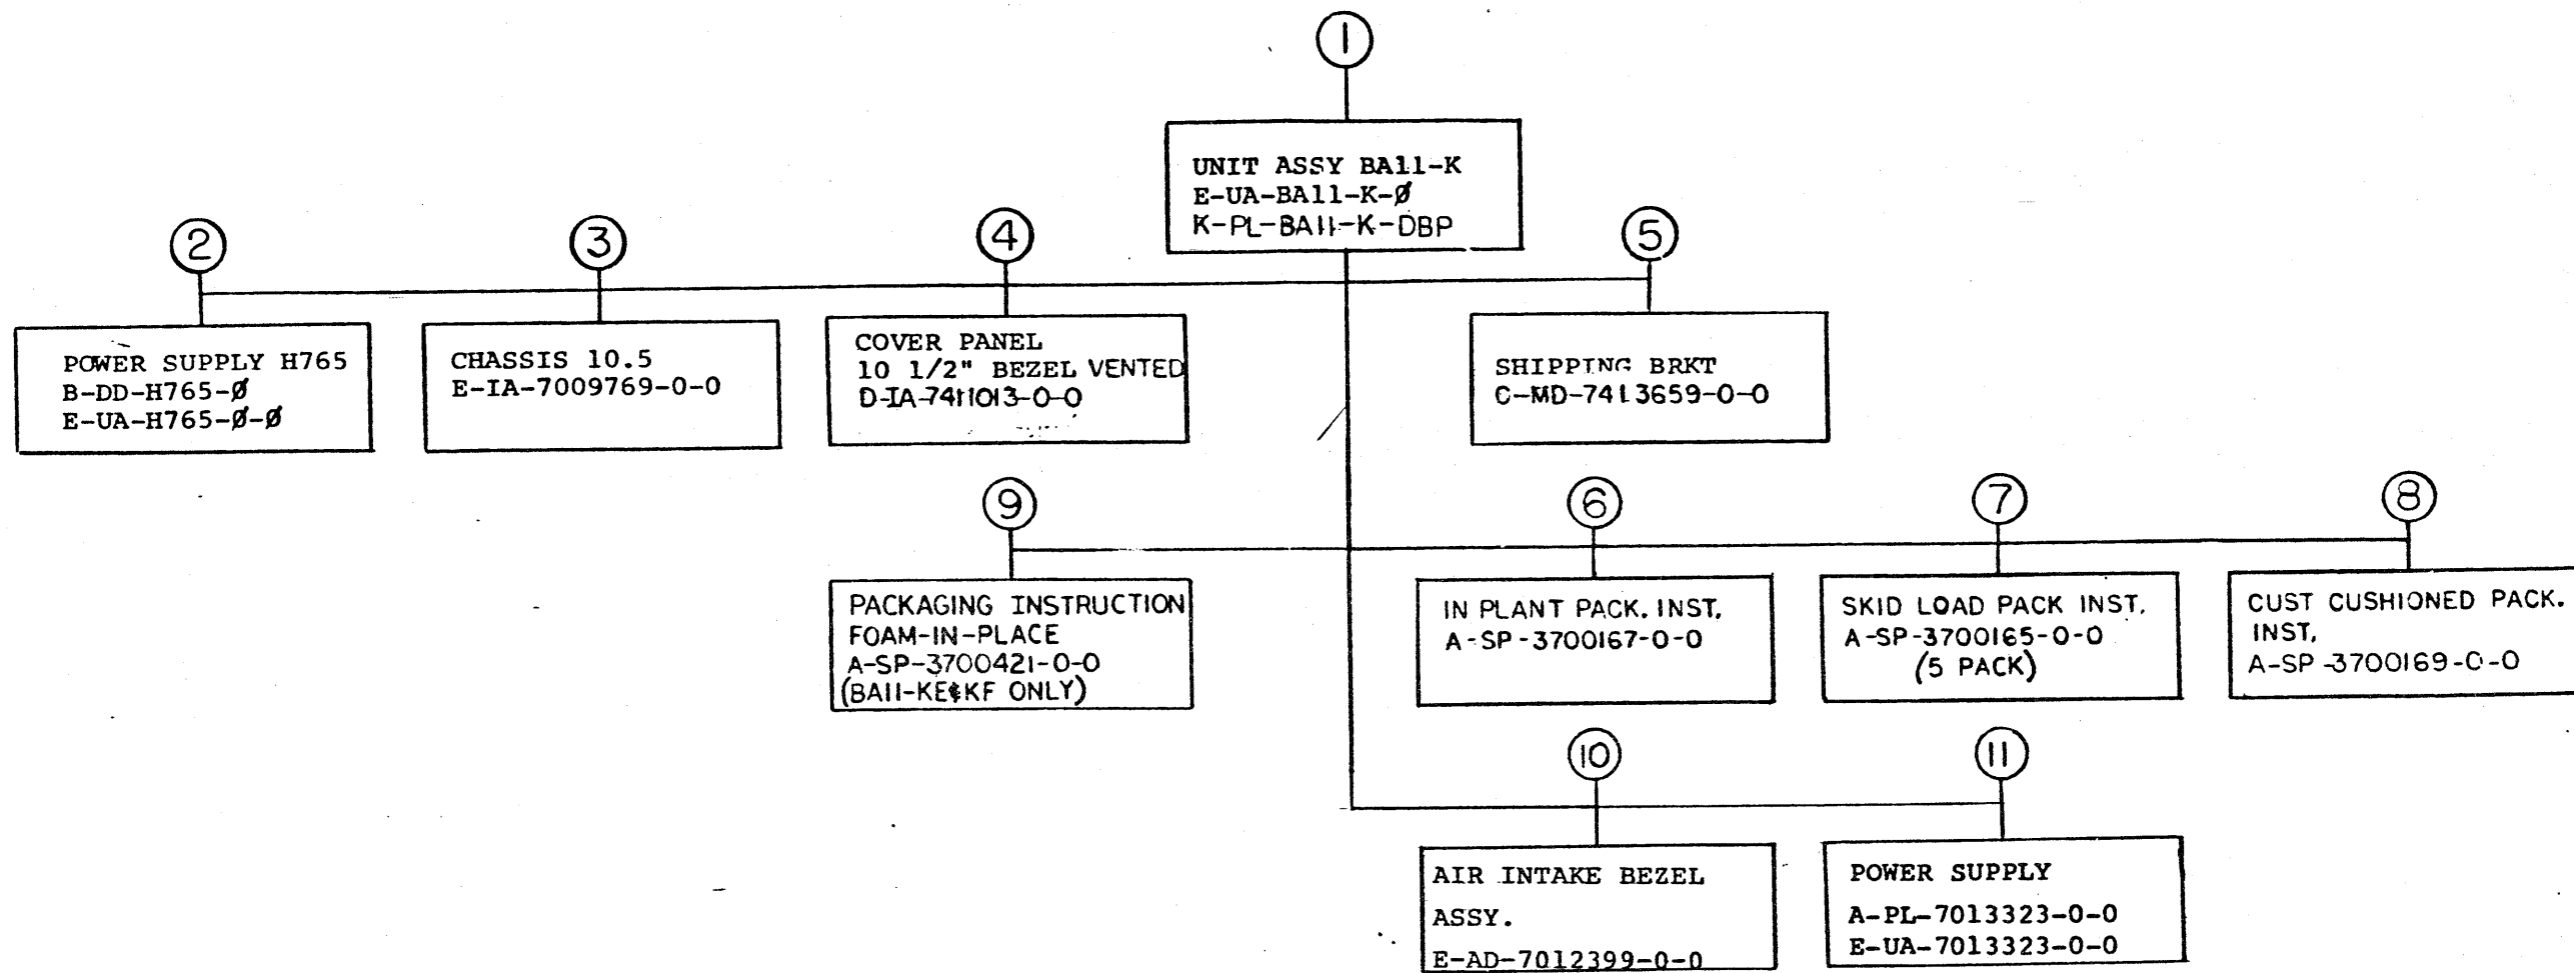 1
UNIT ASSY BA11-K
E-UA-BA11-K-Ø
K-PL-BA11-K-DBP
2
POWER SUPPLY H765
B-DD-H765-Ø
E-UA-H765-Ø-Ø
3
CHASSIS 10.5
E-IA-7009769-0-0
4
COVER PANEL
10 1/2" BEZEL VENTED
D-IA-7411013-0-0
5
SHIPPING BRKT
C-MD-7413659-0-0
9
PACKAGING INSTRUCTION
FOAM-IN-PLACE
A-SP-3700421-0-0
(BA11-KE&KF ONLY)
6
IN PLANT PACK. INST.
A-SP-3700167-0-0
7
SKID LOAD PACK INST.
A-SP-3700165-0-0
(5 PACK)
8
CUST CUSHIONED PACK.
INST.
A-SP-3700169-0-0
10
AIR INTAKE BEZEL
ASSY.
E-AD-7012399-0-0
11
POWER SUPPLY
A-PL-7013323-0-0
E-UA-7013323-0-0